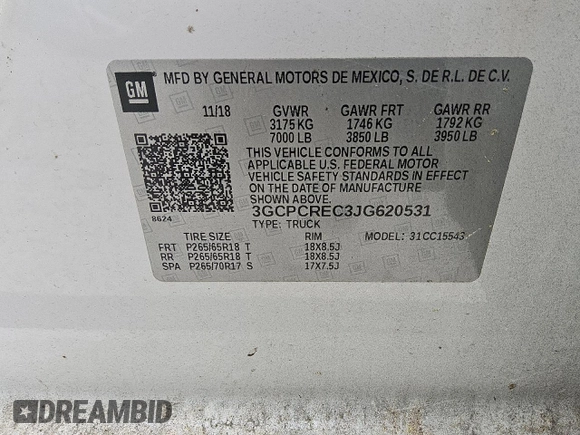 GM
MFD BY GENERAL MOTORS DE MEXICO, S. DE R.L. DE C.V.
11/18 GVWR GAWR FRT GAWR RR
3175 KG 1746 KG 1792 KG
7000 LB 3850 LB 3950 LB
THIS VEHICLE CONFORMS TO ALL
APPLICABLE U.S. FEDERAL MOTOR
VEHICLE SAFETY STANDARDS IN EFFECT
ON THE DATE OF MANUFACTURE
SHOWN ABOVE.
8624 3GCPCREC3JG620531
TYPE: TRUCK
TIRE SIZE RIM MODEL: 31CC15543
FRT P265/65R18 T 18X8.5J
RR P265/65R18 T 18X8.5J
SPA P265/70R17 S 17X7.5J
DREAMBID